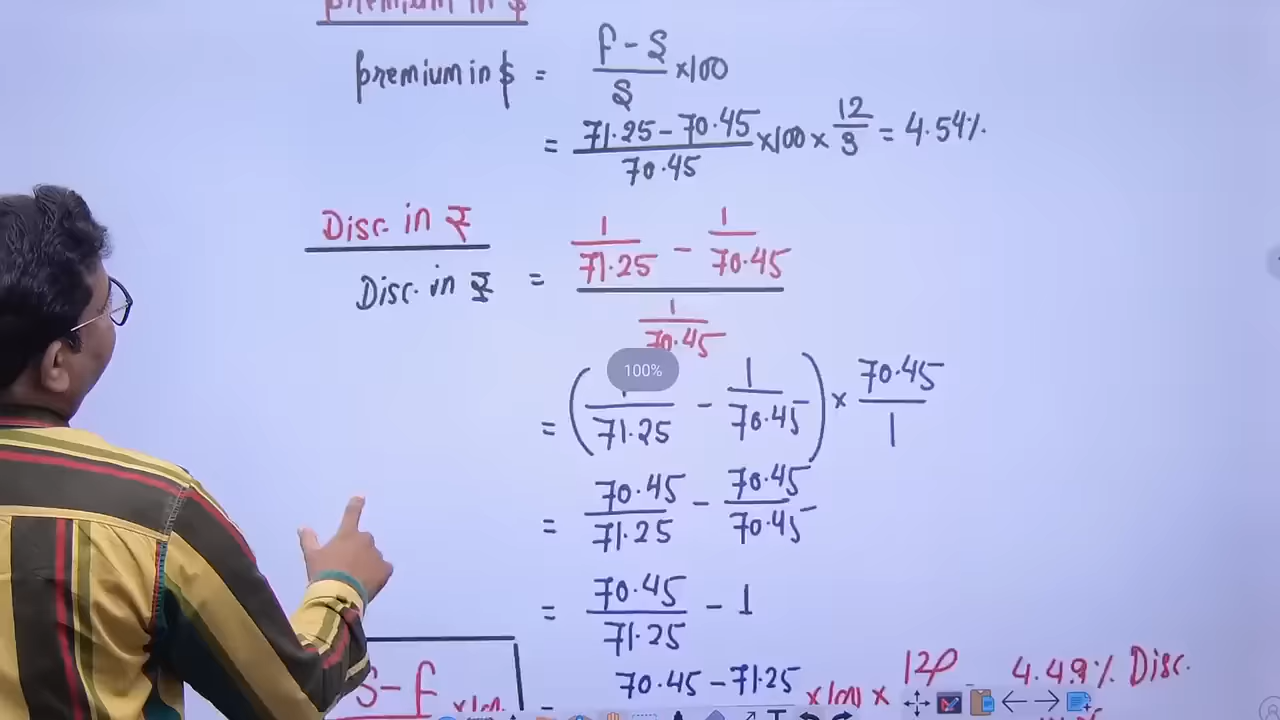 premium in $
premium in $ = F - S / S ×100
= 71.25 - 70.45 / 70.45 ×100 × 12/3 = 4.54%
Disc. in ₹
Disc. in ₹ = 1/71.25 - 1/70.45 / 1/70.45
100%
= ( /71.25 - 1/70.45) × 70.45/1
= 70.45/71.25 - 70.45/70.45
= 70.45/71.25 - 1
70.45 - 71.25 ×100 × 12 4.49% Disc.
S - F ×100